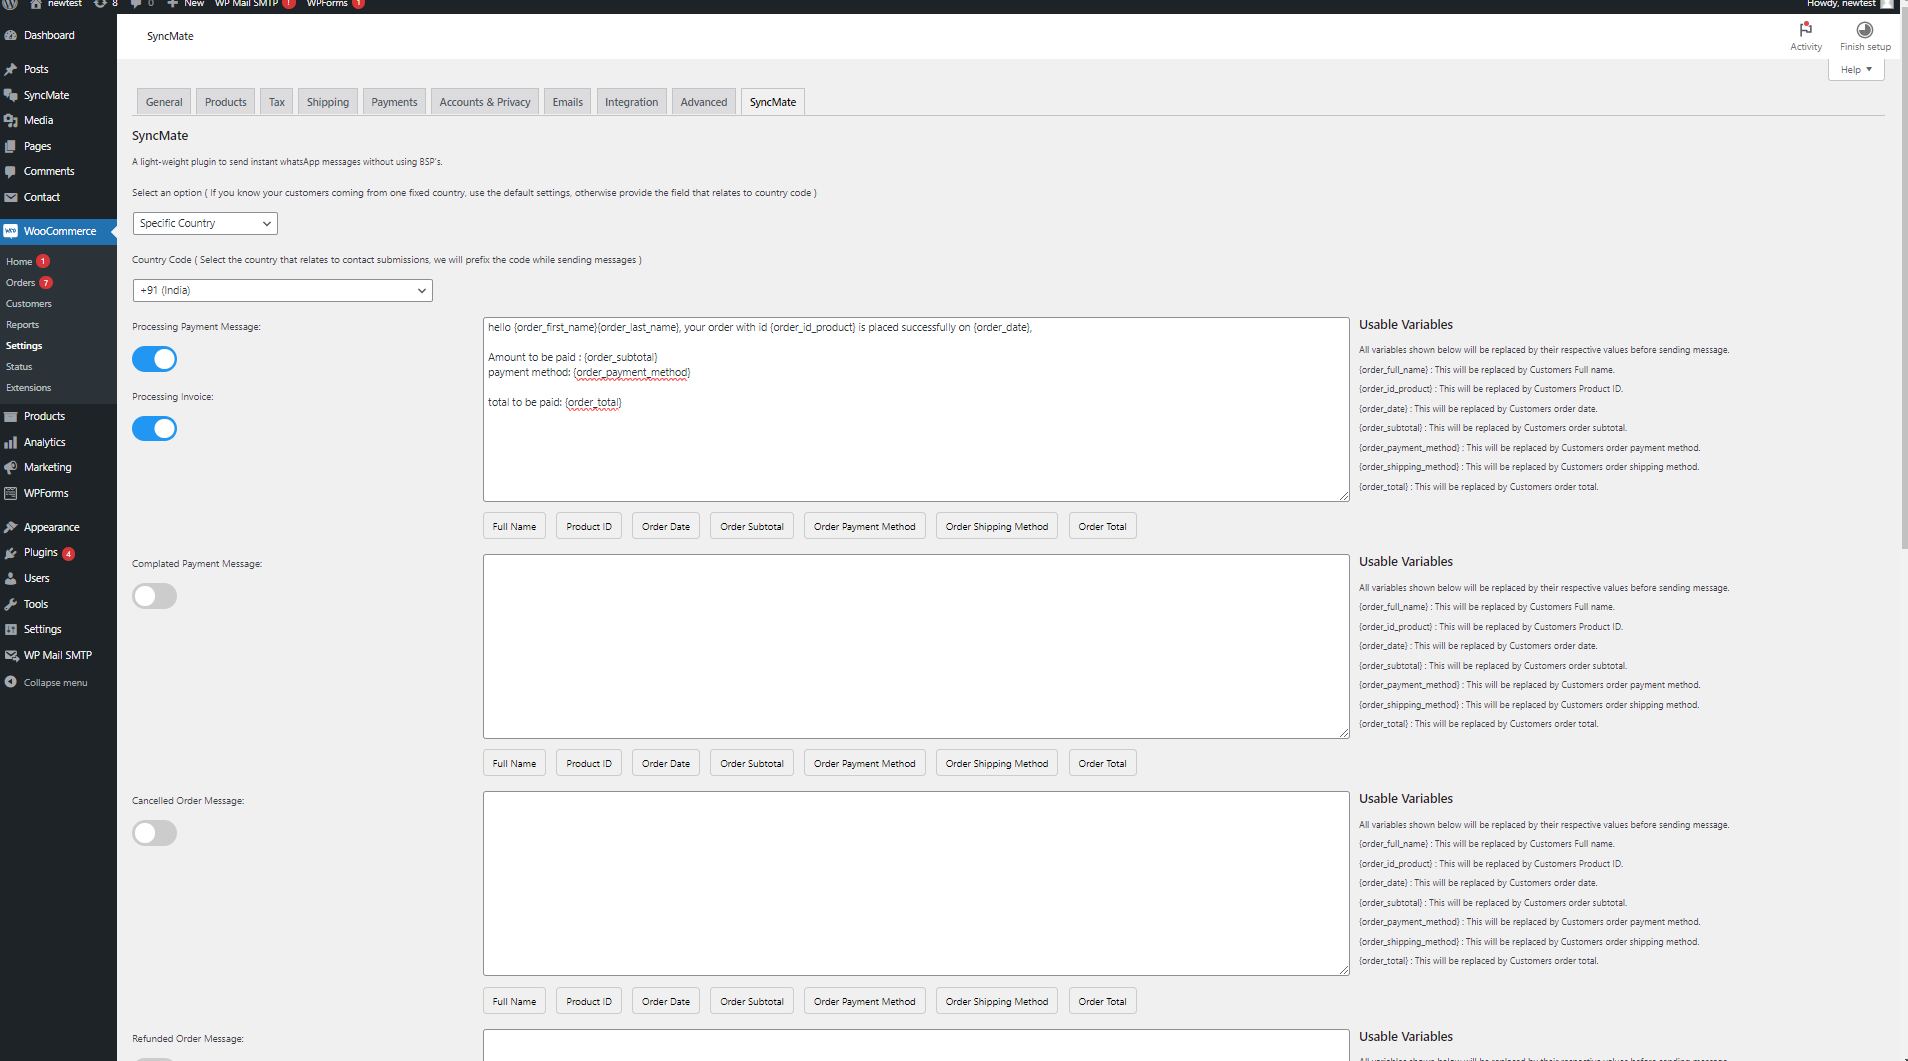 newtest 8 0 New WP Mail SMTP ! WPForms 1 Howdy, newtest
SyncMate
Activity
Finish setup
Help
Dashboard
Posts
SyncMate
Media
Pages
Comments
Contact
WooCommerce
Home 1
Orders 7
Customers
Reports
Settings
Status
Extensions
Products
Analytics
Marketing
WPForms
Appearance
Plugins 4
Users
Tools
Settings
WP Mail SMTP
Collapse menu
General Products Tax Shipping Payments Accounts & Privacy Emails Integration Advanced SyncMate
SyncMate
A light-weight plugin to send instant whatsApp messages without using BSP's.
Select an option ( If you know your customers coming from one fixed country, use the default settings, otherwise provide the field that relates to country code )
Specific Country
Country Code ( Select the country that relates to contact submissions, we will prefix the code while sending messages )
+91 (India)
Processing Payment Message:
Processing Invoice:
hello {order_first_name}{order_last_name}, your order with id {order_id_product} is placed successfully on {order_date},
Amount to be paid : {order_subtotal}
payment method: {order_payment_method}
total to be paid: {order_total}
Usable Variables
All variables shown below will be replaced by their respective values before sending message.
{order_full_name} : This will be replaced by Customers Full name.
{order_id_product} : This will be replaced by Customers Product ID.
{order_date} : This will be replaced by Customers order date.
{order_subtotal} : This will be replaced by Customers order subtotal.
{order_payment_method} : This will be replaced by Customers order payment method.
{order_shipping_method} : This will be replaced by Customers order shipping method.
{order_total} : This will be replaced by Customers order total.
Full Name Product ID Order Date Order Subtotal Order Payment Method Order Shipping Method Order Total
Complated Payment Message:
Usable Variables
All variables shown below will be replaced by their respective values before sending message.
{order_full_name} : This will be replaced by Customers Full name.
{order_id_product} : This will be replaced by Customers Product ID.
{order_date} : This will be replaced by Customers order date.
{order_subtotal} : This will be replaced by Customers order subtotal.
{order_payment_method} : This will be replaced by Customers order payment method.
{order_shipping_method} : This will be replaced by Customers order shipping method.
{order_total} : This will be replaced by Customers order total.
Full Name Product ID Order Date Order Subtotal Order Payment Method Order Shipping Method Order Total
Cancelled Order Message:
Usable Variables
All variables shown below will be replaced by their respective values before sending message.
{order_full_name} : This will be replaced by Customers Full name.
{order_id_product} : This will be replaced by Customers Product ID.
{order_date} : This will be replaced by Customers order date.
{order_subtotal} : This will be replaced by Customers order subtotal.
{order_payment_method} : This will be replaced by Customers order payment method.
{order_shipping_method} : This will be replaced by Customers order shipping method.
{order_total} : This will be replaced by Customers order total.
Full Name Product ID Order Date Order Subtotal Order Payment Method Order Shipping Method Order Total
Refunded Order Message:
Usable Variables